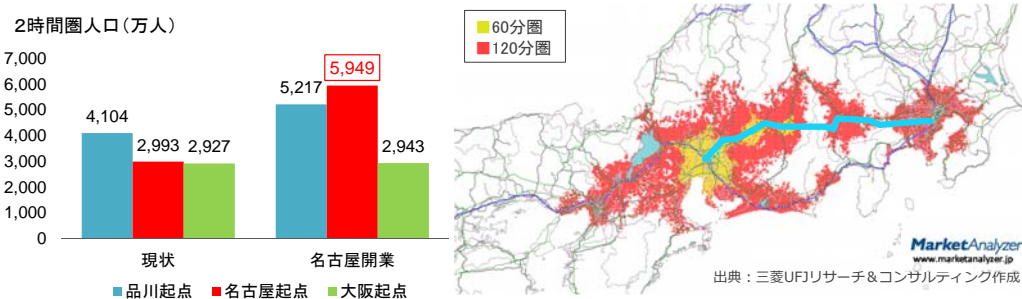 2時間圏人口（万人）
7,000
6,000
5,000
4,000
3,000
2,000
1,000
0
4,104
2,993
2,927
5,217
5,949
2,943
現状
名古屋開業
品川起点
名古屋起点
大阪起点
60分圏
120分圏
MarketAnalyzer
www.marketanalyzer.jp
出典：三菱UFJリサーチ＆コンサルティング作成